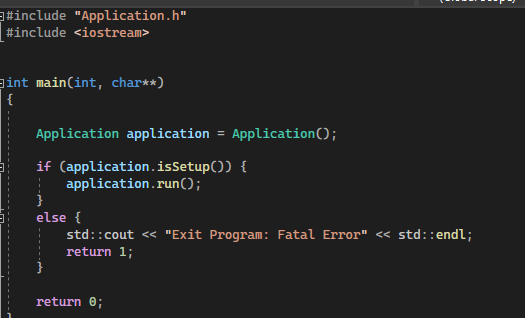 #include "Application.h"
#include <iostream>
int main(int, char**)
{
Application application = Application();
if (application.isSetup()) {
application.run();
}
else {
std::cout << "Exit Program: Fatal Error" << std::endl;
return 1;
}
return 0;